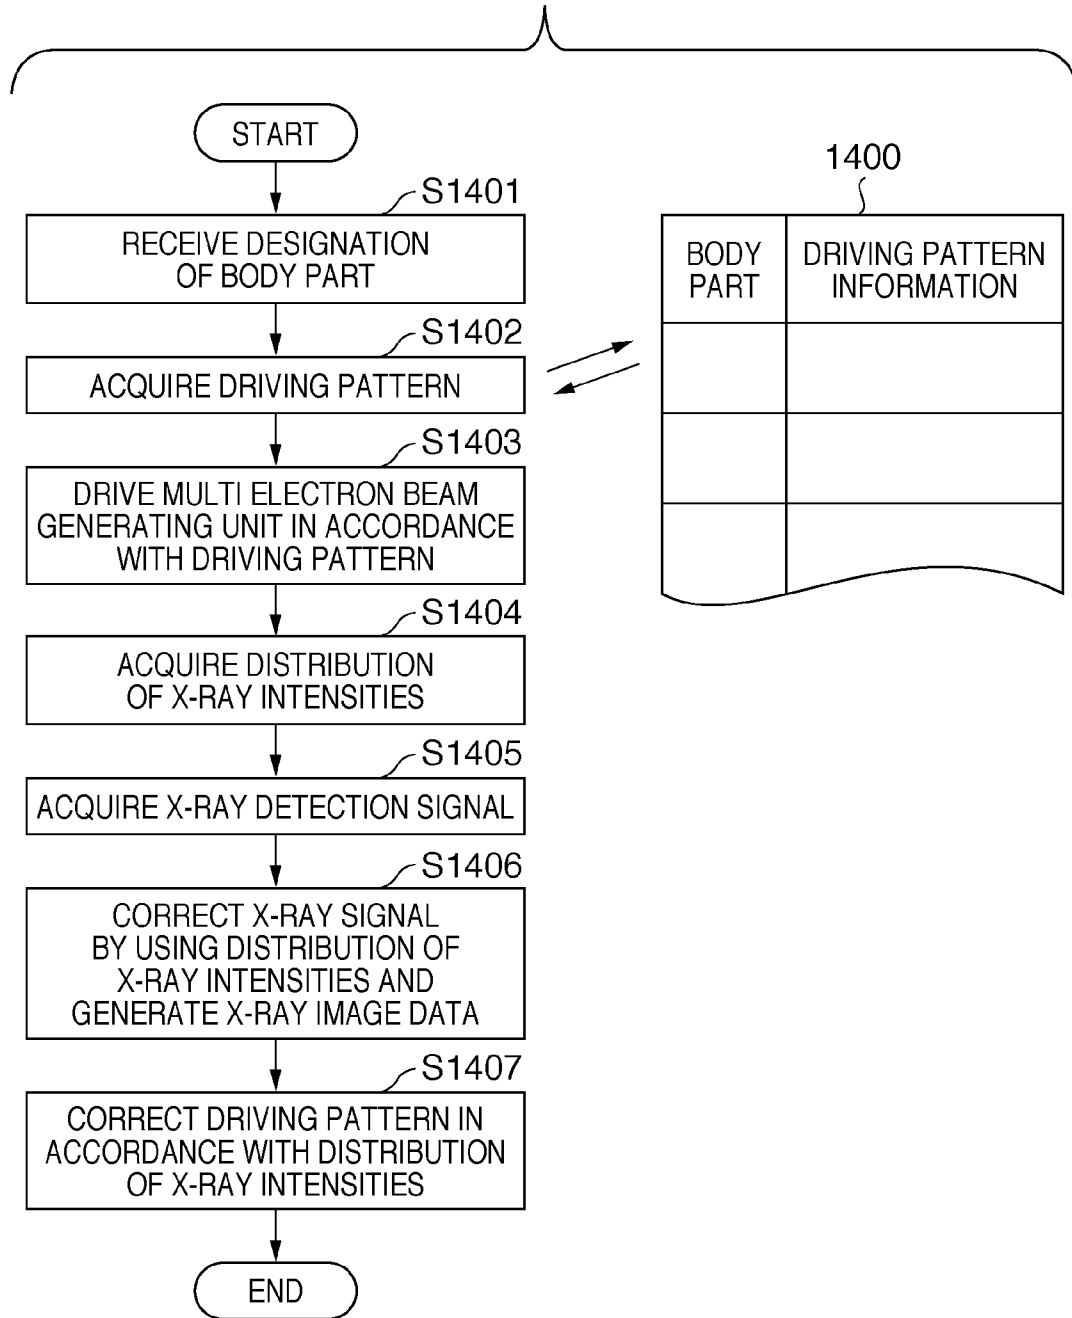 START
S1401
RECEIVE DESIGNATION
OF BODY PART
S1402
ACQUIRE DRIVING PATTERN
S1403
DRIVE MULTI ELECTRON BEAM
GENERATING UNIT IN ACCORDANCE
WITH DRIVING PATTERN
S1404
ACQUIRE DISTRIBUTION
OF X-RAY INTENSITIES
S1405
ACQUIRE X-RAY DETECTION SIGNAL
S1406
CORRECT X-RAY SIGNAL
BY USING DISTRIBUTION OF
X-RAY INTENSITIES AND
GENERATE X-RAY IMAGE DATA
S1407
CORRECT DRIVING PATTERN IN
ACCORDANCE WITH DISTRIBUTION
OF X-RAY INTENSITIES
END
1400
BODY
PART
DRIVING PATTERN
INFORMATION